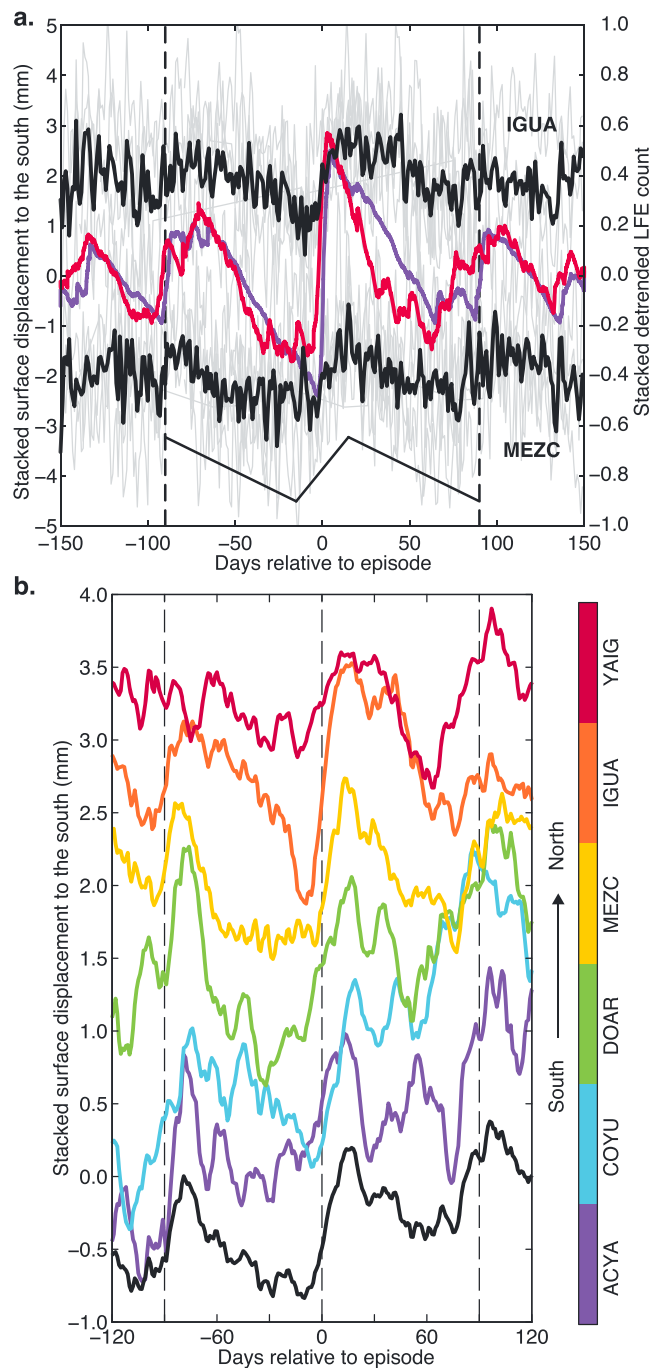 a.
Stacked surface displacement to the south (mm)
5
4
3
2
1
0
−1
−2
−3
−4
−5
1.0
0.8
0.6
0.4
0.2
0.0
−0.2
−0.4
−0.6
−0.8
−1.0
Stacked detrended LFE count
IGUA
MEZC
−150
−100
−50
0
50
100
150
Days relative to episode
b.
Stacked surface displacement to the south (mm)
4.0
3.5
3.0
2.5
2.0
1.5
1.0
0.5
0.0
−0.5
−1.0
−120
−60
0
60
120
Days relative to episode
North
South
YAIG
IGUA
MEZC
DOAR
COYU
ACYA